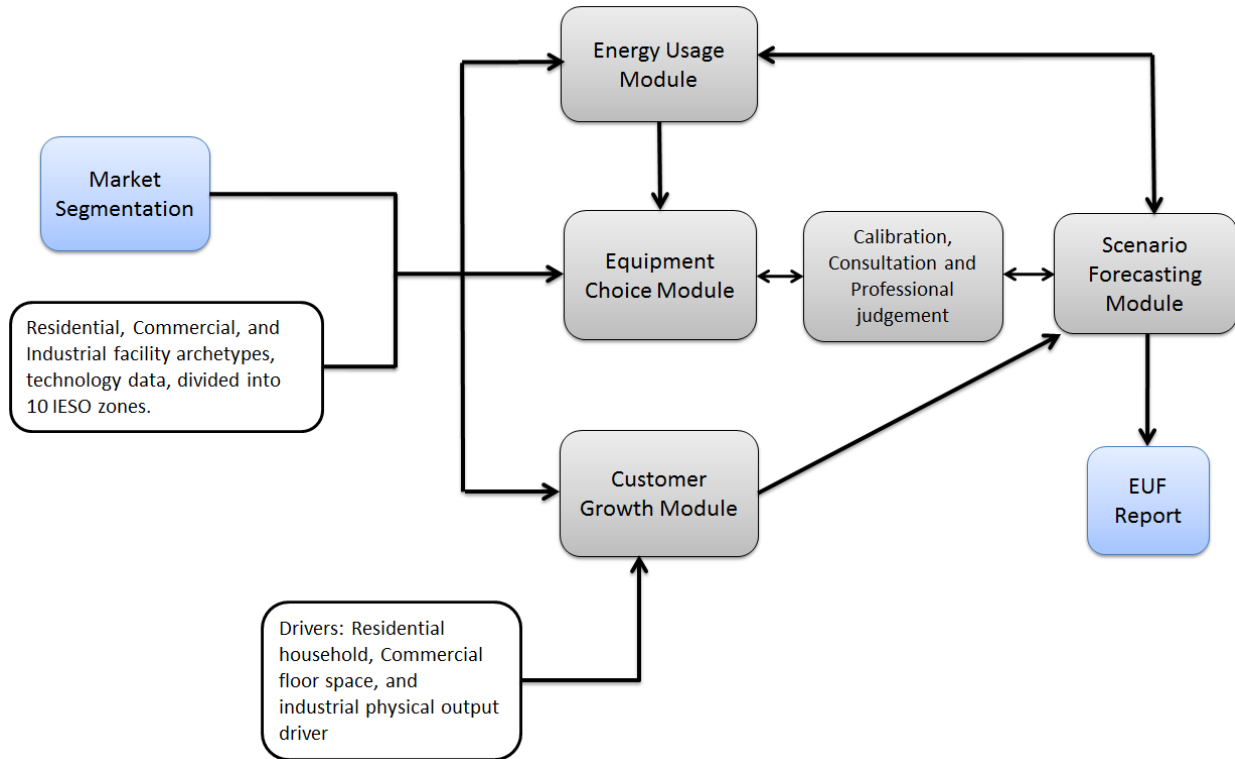 Energy Usage
Module
Market
Segmentation
Equipment
Choice Module
Calibration,
Consultation and
Professional
judgement
Scenario
Forecasting
Module
Residential, Commercial, and
Industrial facility archetypes,
technology data, divided into
10 IESO zones.
Customer
Growth Module
EUF
Report
Drivers: Residential
household, Commercial
floor space, and
industrial physical output
driver